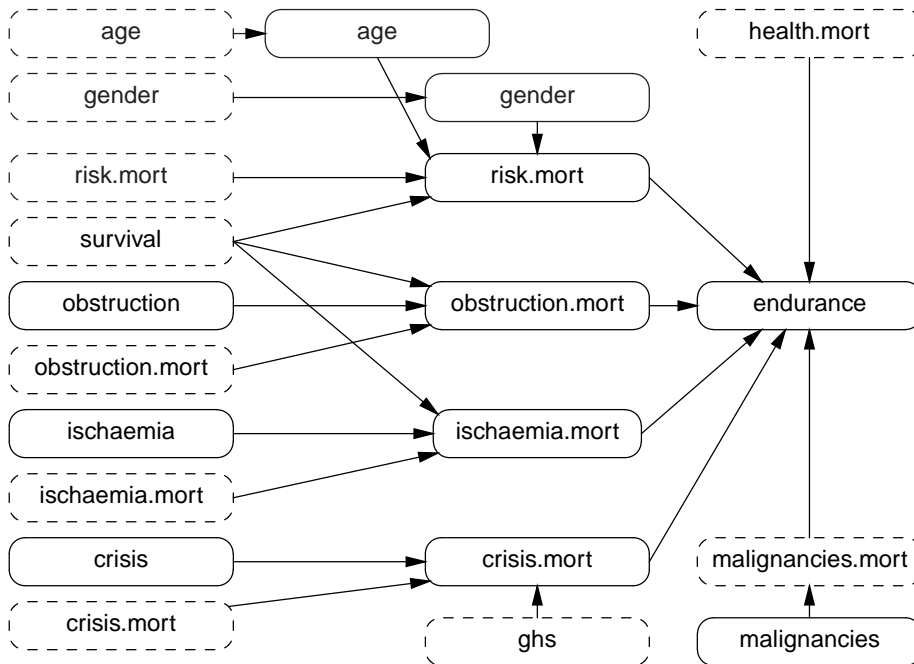 age
age
health.mort
gender
gender
risk.mort
risk.mort
survival
obstruction
obstruction.mort
endurance
obstruction.mort
ischaemia
ischaemia.mort
ischaemia.mort
crisis
crisis.mort
malignancies.mort
crisis.mort
ghs
malignancies